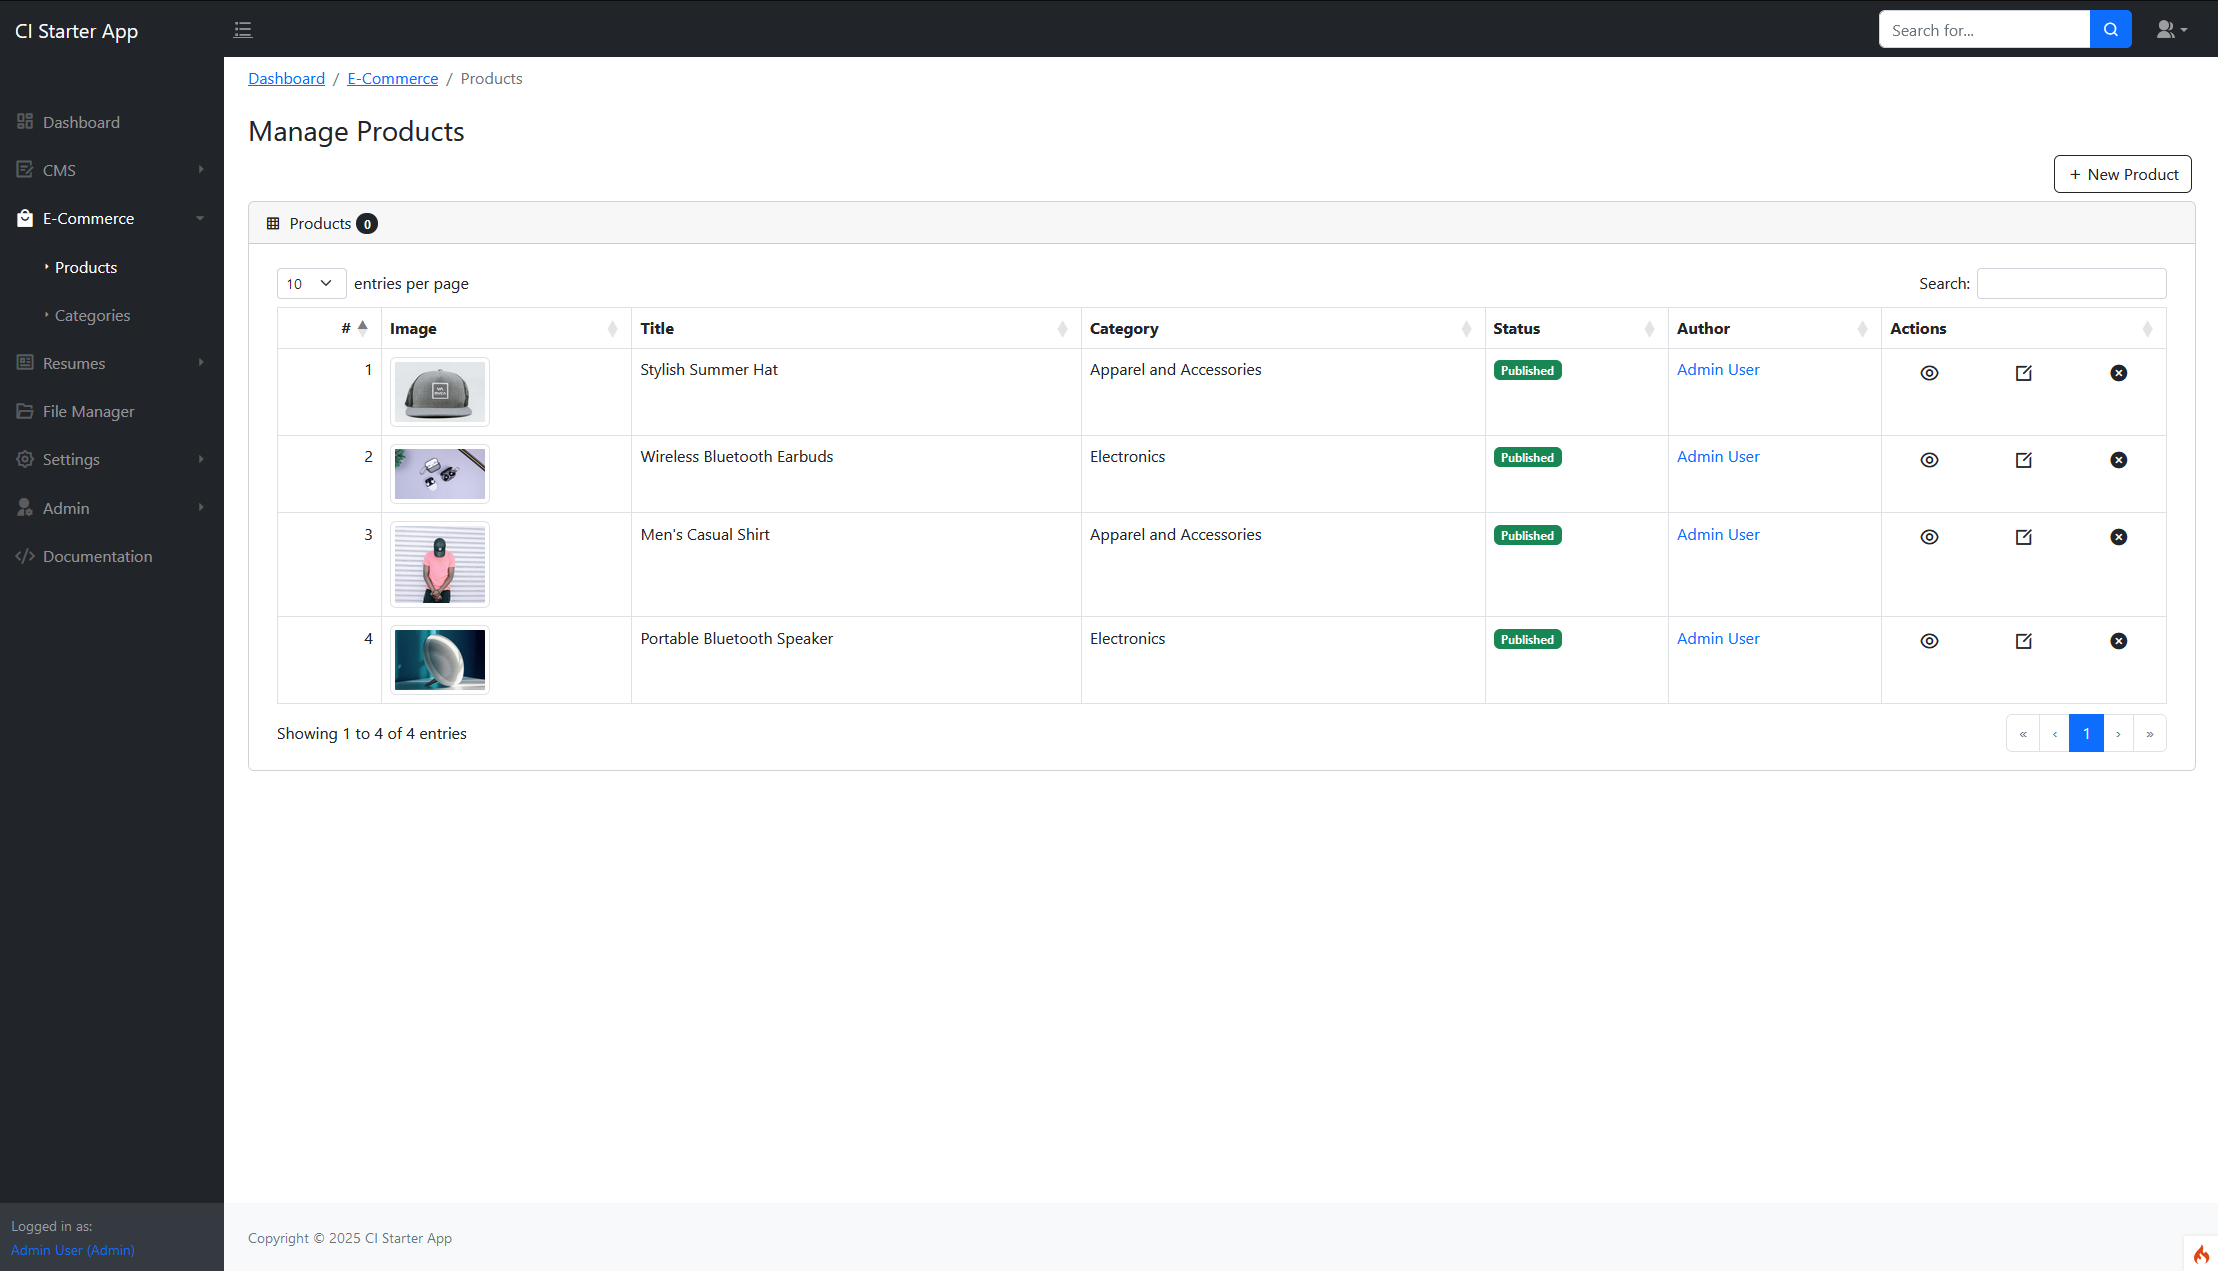 CI Starter App
Search for...
Dashboard
CMS
E-Commerce
Products
Categories
Resumes
File Manager
Settings
Admin
Documentation
Logged in as:
Admin User (Admin)
Dashboard / E-Commerce / Products
Manage Products
+ New Product
Products 0
10 entries per page
Search:
# Image Title Category Status Author Actions
1 Stylish Summer Hat Apparel and Accessories Published Admin User
2 Wireless Bluetooth Earbuds Electronics Published Admin User
3 Men's Casual Shirt Apparel and Accessories Published Admin User
4 Portable Bluetooth Speaker Electronics Published Admin User
Showing 1 to 4 of 4 entries
« ‹ 1 › »
Copyright © 2025 CI Starter App